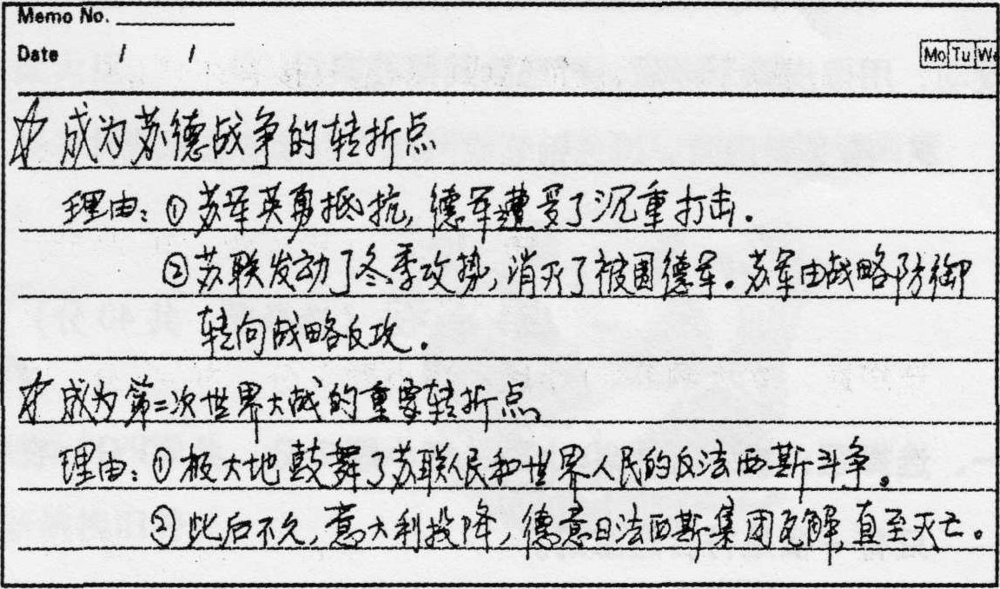 Memo No.
Date / /
Mo Tu We
☆ 成为苏德战争的转折点
理由：①苏军英勇抵抗，德军遭受了沉重打击。
②苏联发动了冬季攻势，消灭了被围德军。苏军由战略防御
转向战略反攻。
☆ 成为第二次世界大战的重要转折点
理由：①极大地鼓舞了苏联人民和世界人民的反法西斯斗争。
②此后不久，意大利投降，德意日法西斯集团瓦解，直至灭亡。